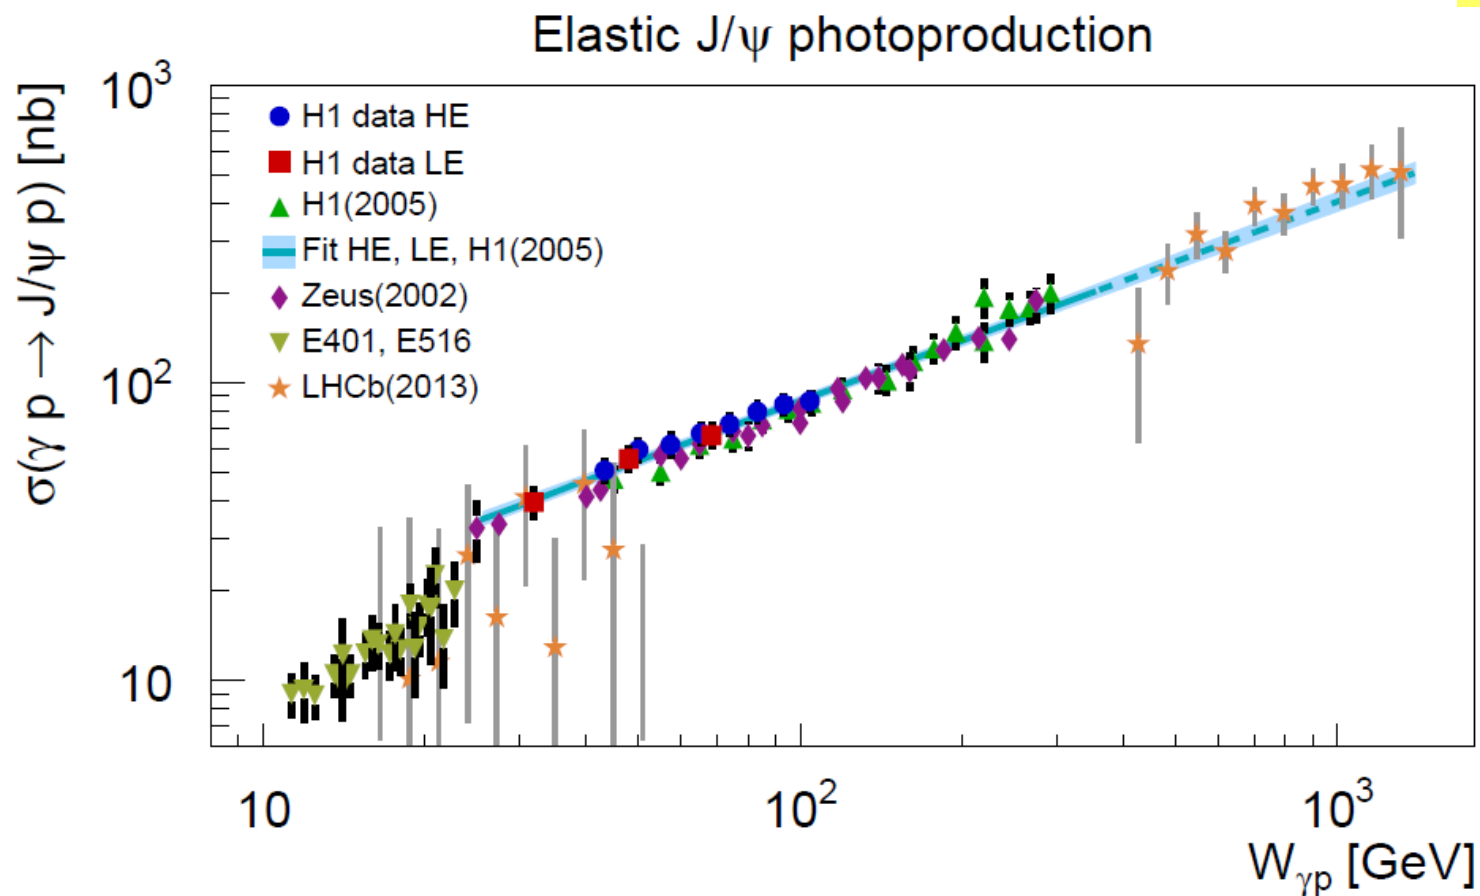 Elastic J/ψ photoproduction
σ(γ p → J/ψ p) [nb]
10³
10²
10
H1 data HE
H1 data LE
H1(2005)
Fit HE, LE, H1(2005)
Zeus(2002)
E401, E516
LHCb(2013)
10
10²
10³
Wγp [GeV]